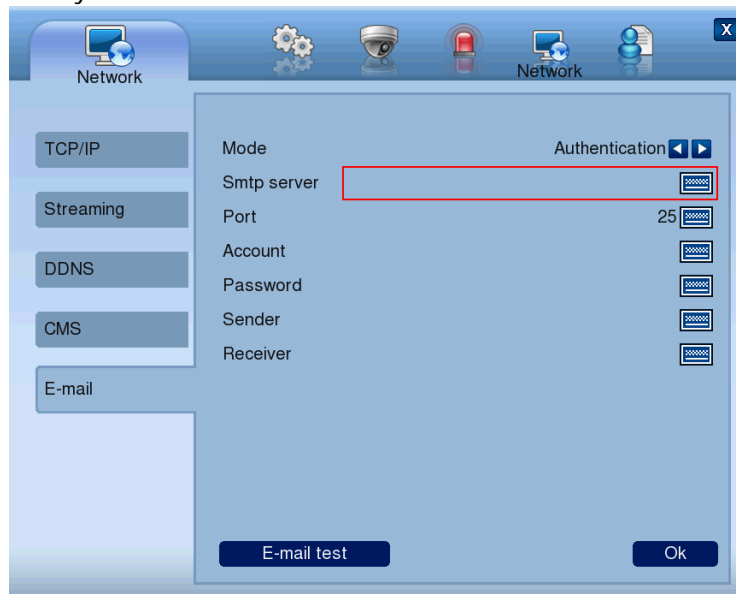 X
Network
Network
TCP/IP
Streaming
DDNS
CMS
E-mail
Mode Authentication
Smtp server
Port 25
Account
Password
Sender
Receiver
E-mail test
Ok